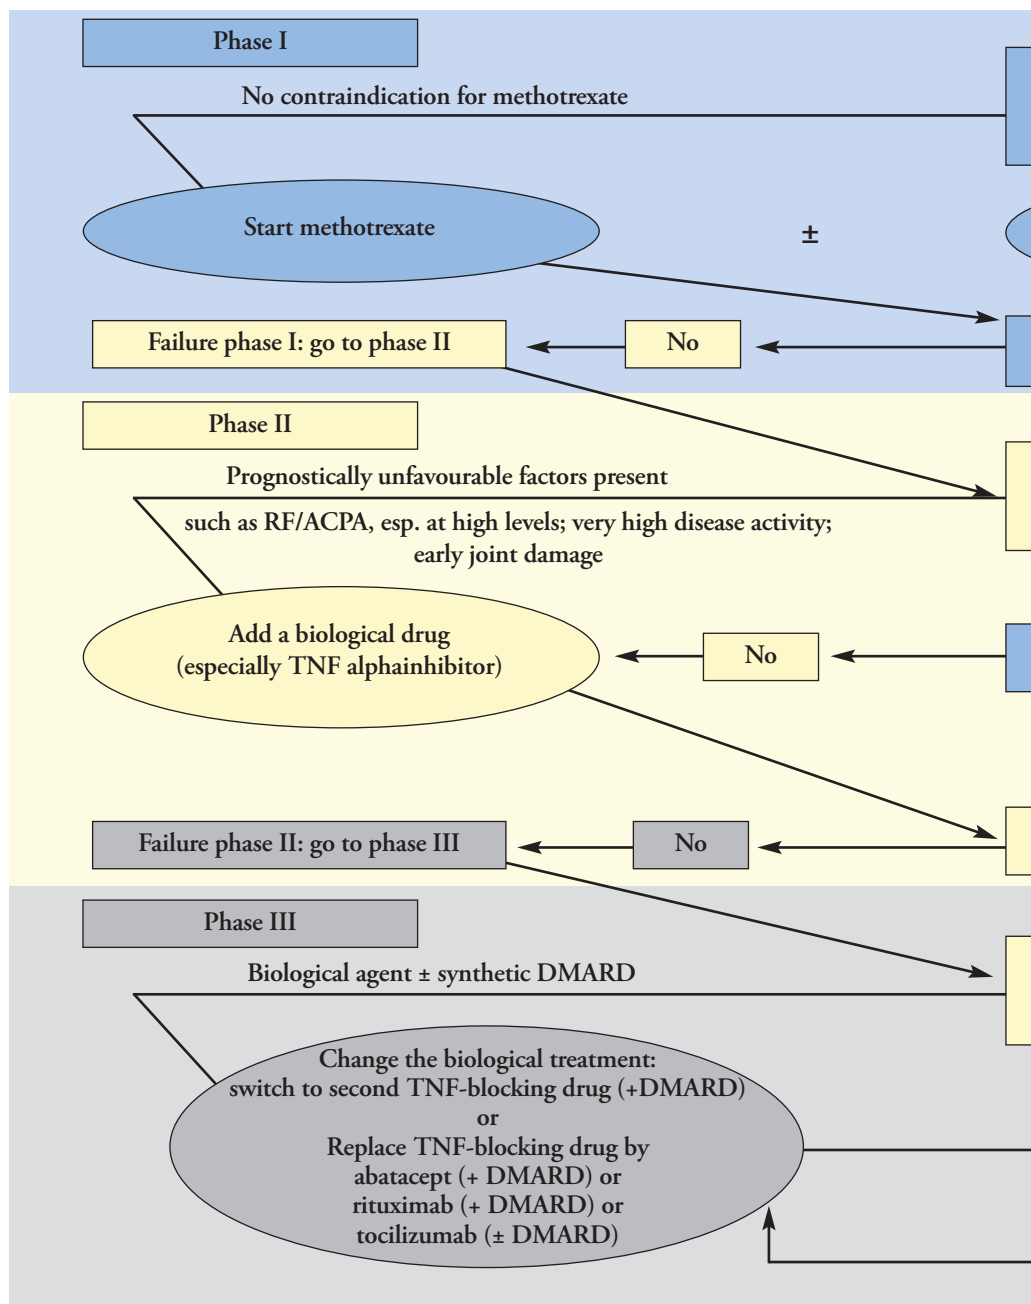 Phase I
No contraindication for methotrexate
Start methotrexate
±
Failure phase I: go to phase II
No
Phase II
Prognostically unfavourable factors present
such as RF/ACPA, esp. at high levels; very high disease activity;
early joint damage
Add a biological drug
(especially TNF alphainhibitor)
No
Failure phase II: go to phase III
No
Phase III
Biological agent ± synthetic DMARD
Change the biological treatment:
switch to second TNF-blocking drug (+DMARD)
or
Replace TNF-blocking drug by
abatacept (+ DMARD) or
rituximab (+ DMARD) or
tocilizumab (± DMARD)